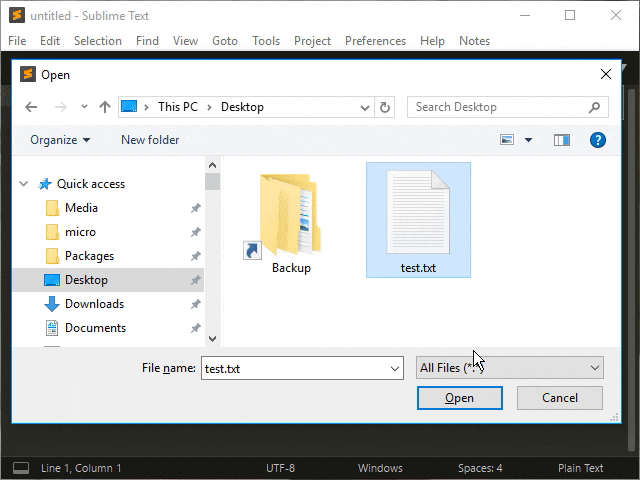 untitled - Sublime Text
File Edit Selection Find View Goto Tools Project Preferences Help Notes
Open
This PC > Desktop
Search Desktop
Organize New folder
Quick access
Media
micro
Packages
Desktop
Downloads
Documents
Backup
test.txt
File name: test.txt
All Files (*.*)
Open Cancel
Line 1, Column 1 UTF-8 Windows Spaces: 4 Plain Text